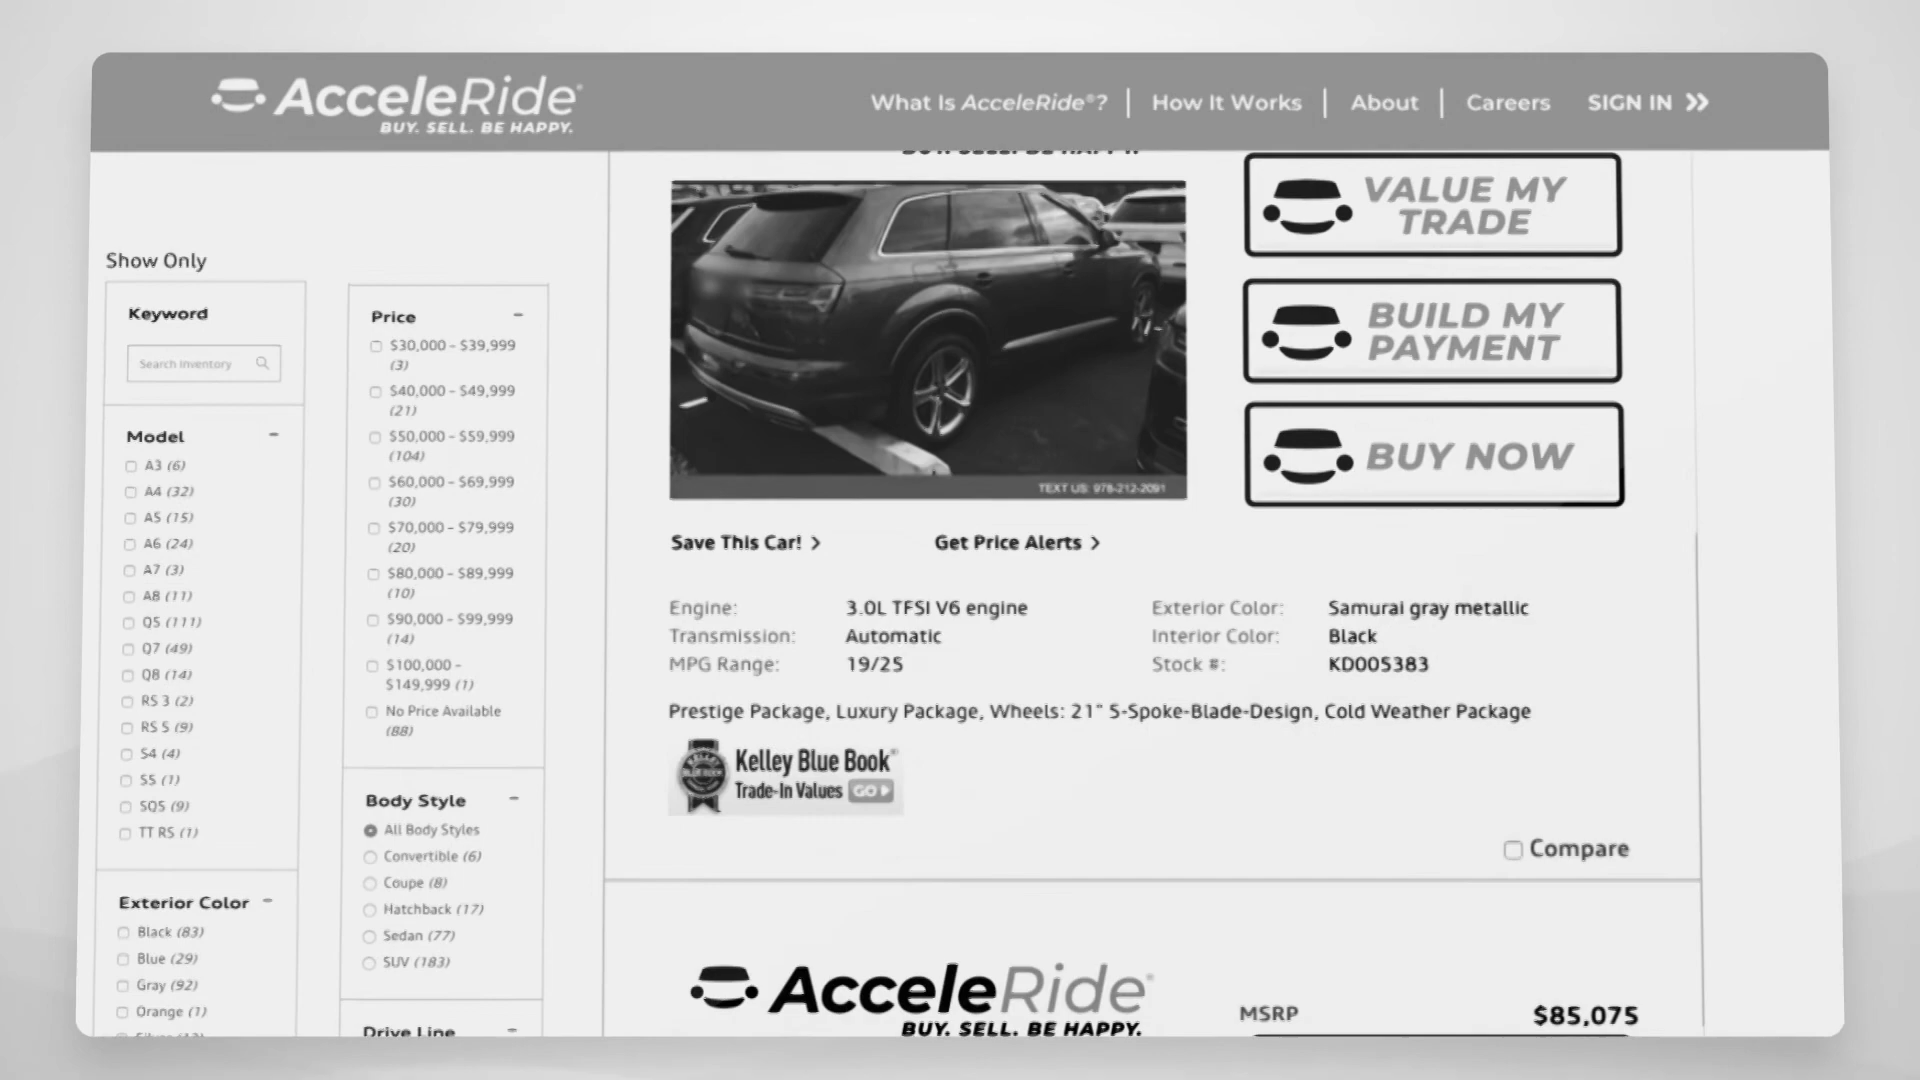 AcceleRide®
BUY. SELL. BE HAPPY.
What Is AcceleRide®?
How It Works
About
Careers
SIGN IN
Show Only
Keyword
Search Inventory
Model
A3 (6)
A4 (32)
A5 (15)
A6 (24)
A7 (3)
A8 (11)
Q5 (111)
Q7 (49)
Q8 (14)
RS 3 (2)
RS 5 (9)
S4 (4)
S5 (1)
SQ5 (9)
TT RS (1)
Exterior Color
Black (83)
Blue (29)
Gray (92)
Orange (1)
Price
$30,000 - $39,999
(3)
$40,000 - $49,999
(21)
$50,000 - $59,999
(104)
$60,000 - $69,999
(30)
$70,000 - $79,999
(20)
$80,000 - $89,999
(10)
$90,000 - $99,999
(14)
$100,000 -
$149,999 (1)
No Price Available
(88)
Body Style
All Body Styles
Convertible (6)
Coupe (8)
Hatchback (17)
Sedan (77)
SUV (183)
Drive Line
TEXT US: 978-212-2091
VALUE MY
TRADE
BUILD MY
PAYMENT
BUY NOW
Save This Car!
Get Price Alerts
Engine: 3.0L TFSI V6 engine
Transmission: Automatic
MPG Range: 19/25
Exterior Color: Samurai gray metallic
Interior Color: Black
Stock #: KD005383
Prestige Package, Luxury Package, Wheels: 21" 5-Spoke-Blade-Design, Cold Weather Package
KELLEY
BLUE BOOK
Kelley Blue Book®
Trade-In Values GO
Compare
AcceleRide®
BUY. SELL. BE HAPPY.
MSRP $85,075